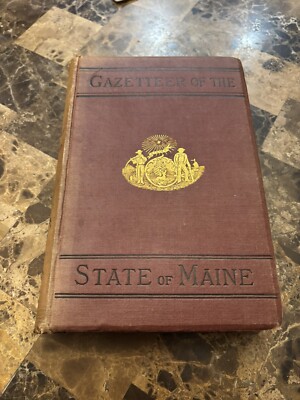 GAZETTEER OF THE
STATE OF MAINE